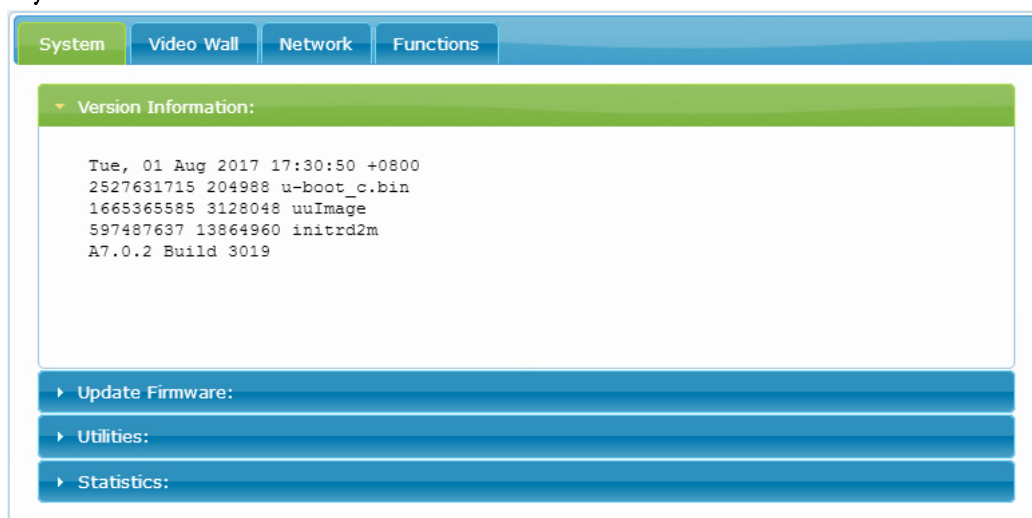 System Video Wall Network Functions
Version Information:
Tue, 01 Aug 2017 17:30:50 +0800
2527631715 204988 u-boot_c.bin
1665365585 3128048 uuImage
597487637 13864960 initrd2m
A7.0.2 Build 3019
Update Firmware:
Utilities:
Statistics: